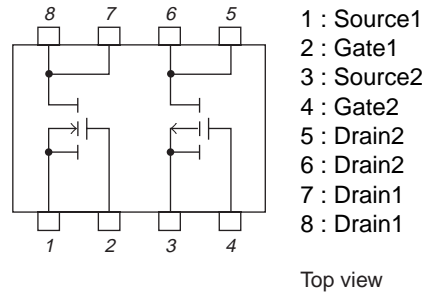 8 7 6 5
1 : Source1
2 : Gate1
3 : Source2
4 : Gate2
5 : Drain2
6 : Drain2
7 : Drain1
8 : Drain1
1 2 3 4
Top view